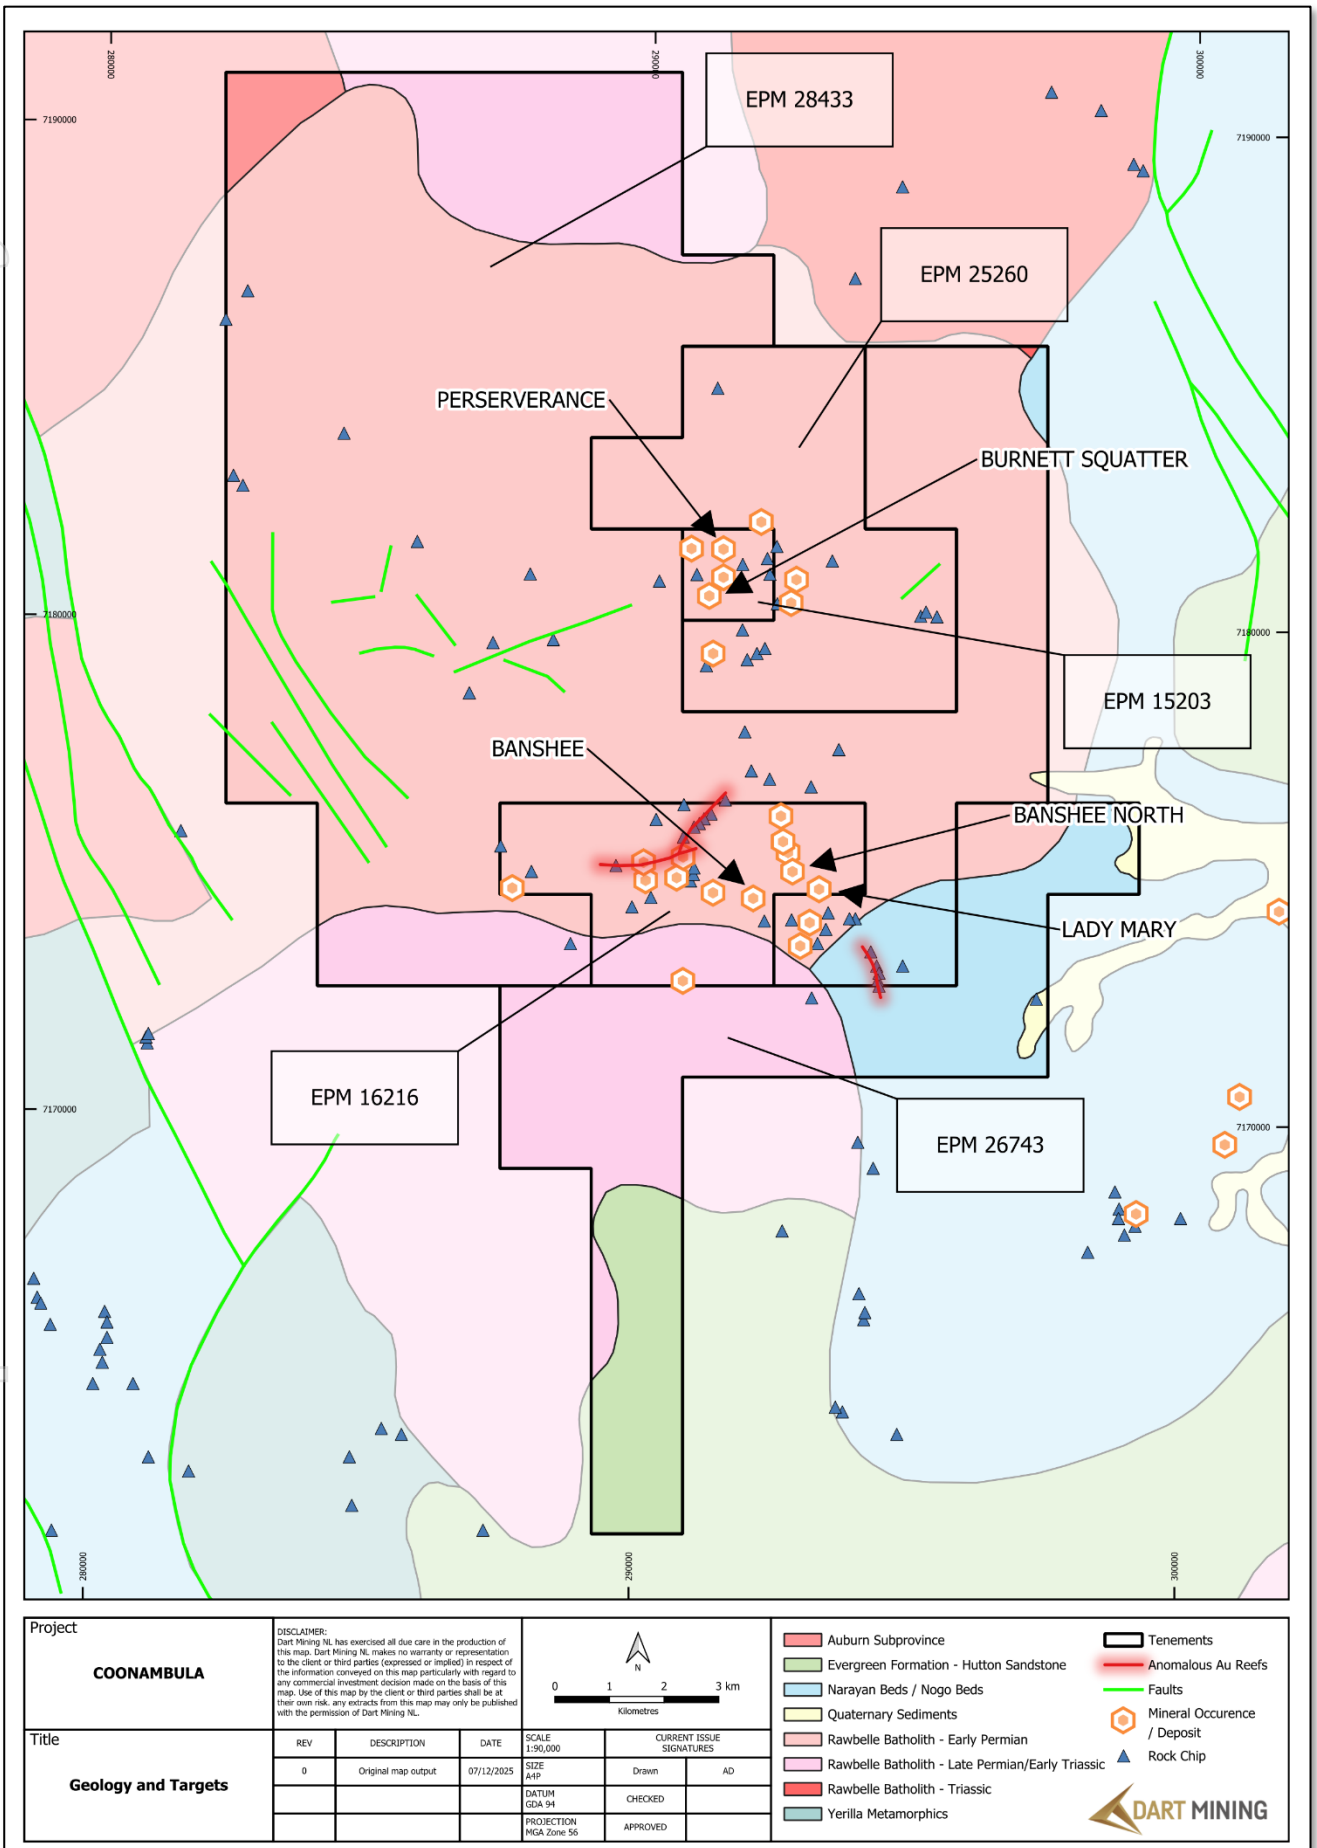 280000
290000
300000
7190000
7190000
EPM 28433
EPM 25260
PERSERVERANCE
BURNETT SQUATTER
7180000
7180000
EPM 15203
BANSHEE
BANSHEE NORTH
LADY MARY
EPM 16216
7170000
7170000
EPM 26743
280000
290000
300000
Project
COONAMBULA
Title
Geology and Targets
DISCLAIMER:
Dart Mining NL has exercised all due care in the production of
this map. Dart Mining NL makes no warranty or representation
to the client or third parties (expressed or implied) in respect of
the information conveyed on this map particularly with regard to
any commercial investment decision made on the basis of this
map. Use of this map by the client or third parties shall be at
their own risk. any extracts from this map may only be published
with the permission of Dart Mining NL.
REV DESCRIPTION DATE
0 Original map output 07/12/2025
N
0 1 2 3 km
Kilometres
SCALE
1:90,000
SIZE
A4P
DATUM
GDA 94
PROJECTION
MGA Zone 56
CURRENT ISSUE
SIGNATURES
Drawn AD
CHECKED
APPROVED
Auburn Subprovince
Evergreen Formation - Hutton Sandstone
Narayan Beds / Nogo Beds
Quaternary Sediments
Rawbelle Batholith - Early Permian
Rawbelle Batholith - Late Permian/Early Triassic
Rawbelle Batholith - Triassic
Yerilla Metamorphics
Tenements
Anomalous Au Reefs
Faults
Mineral Occurence
/ Deposit
Rock Chip
DART MINING